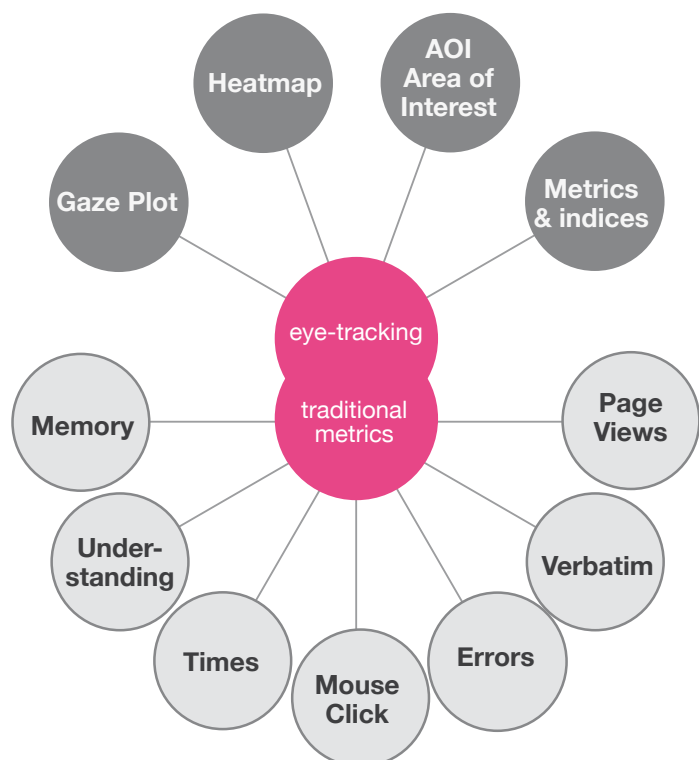 Heatmap
AOI
Area of
Interest
Gaze Plot
Metrics
& indices
eye-tracking
traditional
metrics
Memory
Page
Views
Under-
standing
Verbatim
Times
Errors
Mouse
Click